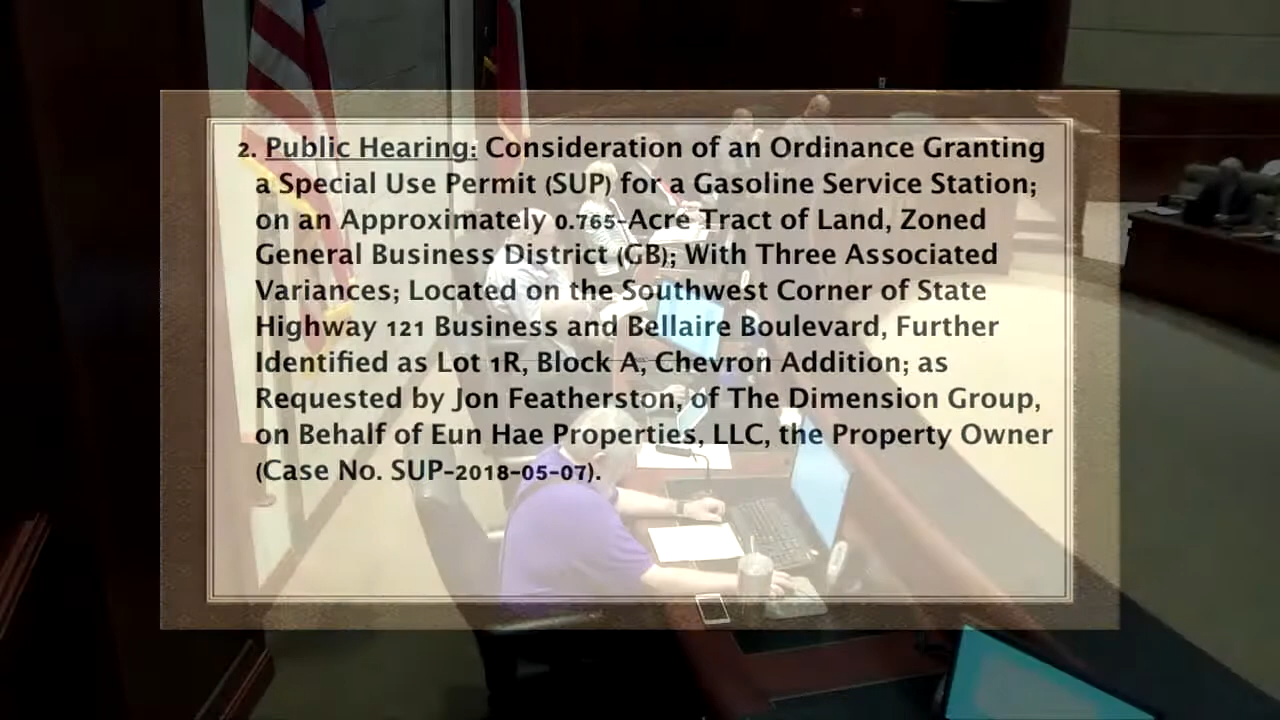 2. Public Hearing: Consideration of an Ordinance Granting
a Special Use Permit (SUP) for a Gasoline Service Station;
on an Approximately 0.765-Acre Tract of Land, Zoned
General Business District (GB); With Three Associated
Variances; Located on the Southwest Corner of State
Highway 121 Business and Bellaire Boulevard, Further
Identified as Lot 1R, Block A, Chevron Addition; as
Requested by Jon Featherston, of The Dimension Group,
on Behalf of Eun Hae Properties, LLC, the Property Owner
(Case No. SUP-2018-05-07).